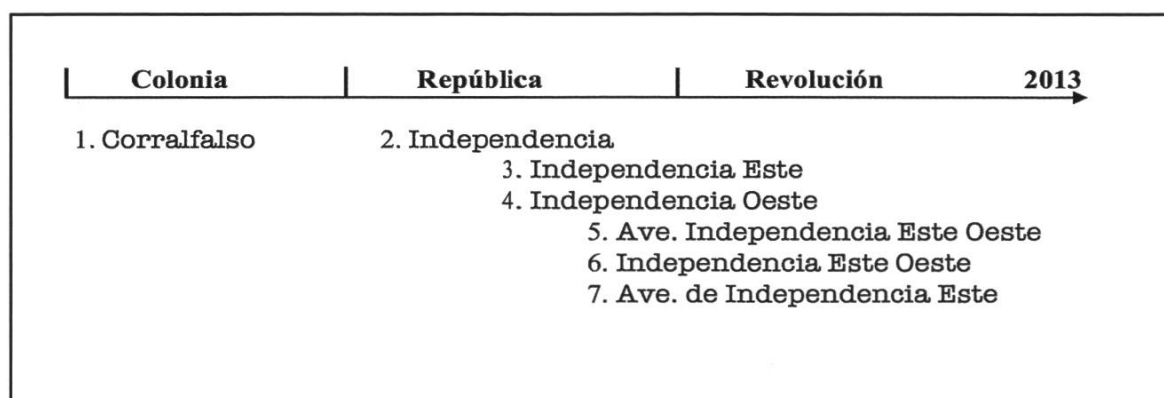 Colonia República Revolución 2013
1. Corralfalso 2. Independencia
3. Independencia Este
4. Independencia Oeste
5. Ave. Independencia Este Oeste
6. Independencia Este Oeste
7. Ave. de Independencia Este